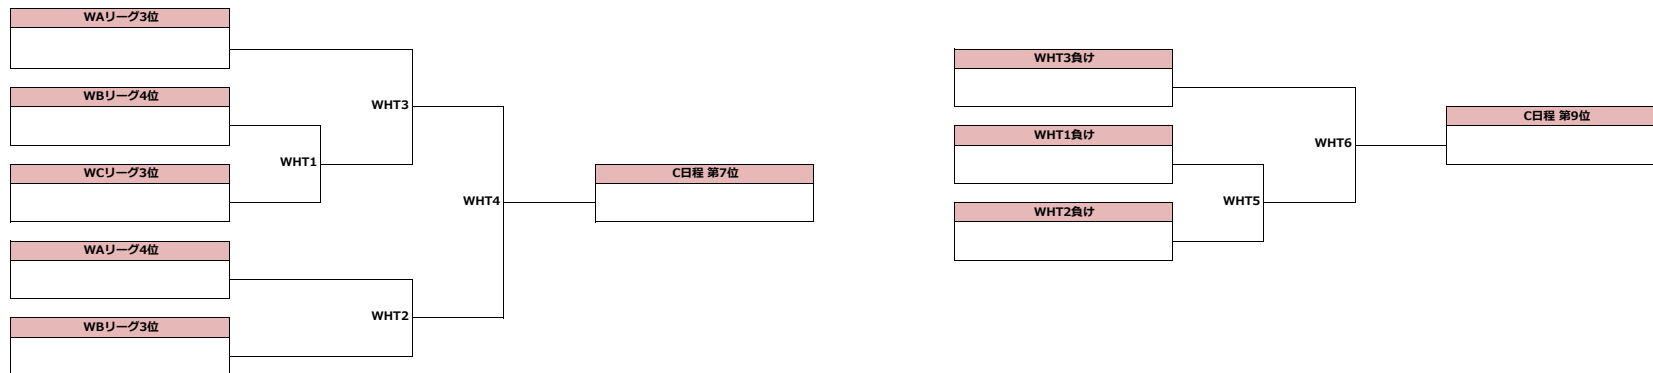 WAリーグ3位
WBリーグ4位
WHT3
WHT1
WCリーグ3位
C日程 第7位
WHT4
WAリーグ4位
WHT2
WBリーグ3位
WHT3負け
C日程 第9位
WHT1負け
WHT6
WHT5
WHT2負け